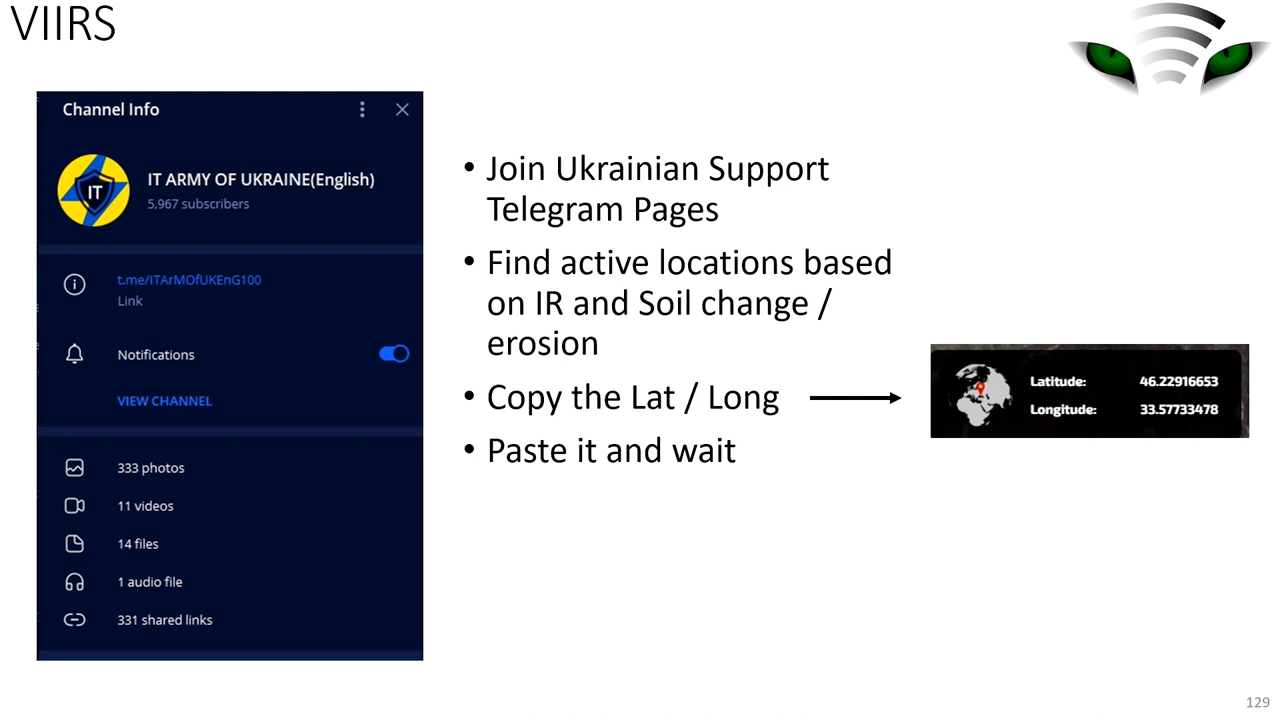 VIIRS
Channel Info
IT
IT ARMY OF UKRAINE(English)
5,967 subscribers
t.me/ITArMOfUKEnG100
Link
Notifications
VIEW CHANNEL
333 photos
11 videos
14 files
1 audio file
331 shared links
• Join Ukrainian Support
Telegram Pages
• Find active locations based
on IR and Soil change /
erosion
• Copy the Lat / Long
• Paste it and wait
Latitude: 46.22916653
Longitude: 33.57733478
129